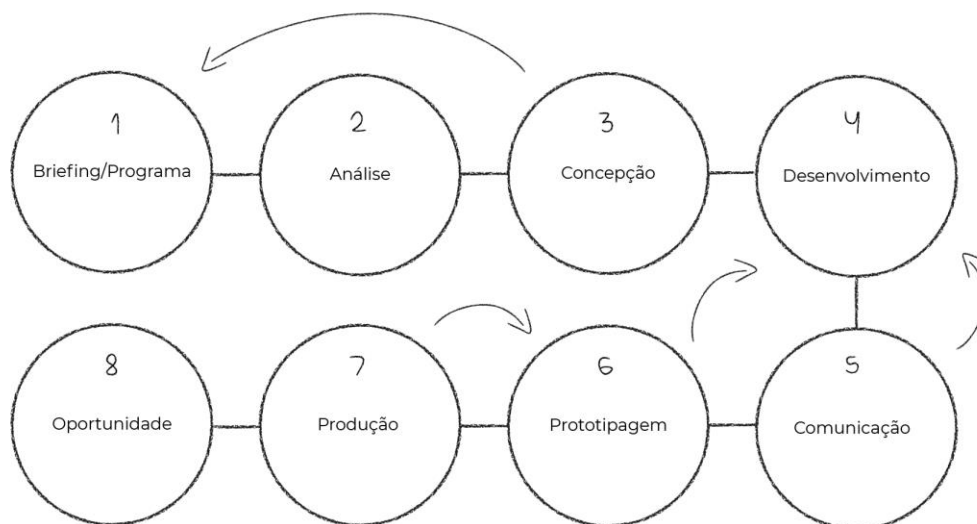 1
Briefing/Programa
2
Análise
3
Concepção
4
Desenvolvimento
8
Oportunidade
7
Produção
6
Prototipagem
5
Comunicação